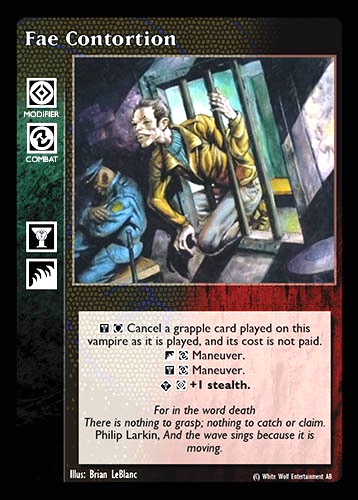 Fae Contortion
MODIFIER
COMBAT
Cancel a grapple card played on this
vampire as it is played, and its cost is not paid.
Maneuver.
Maneuver.
+1 stealth.
For in the word death
There is nothing to grasp; nothing to catch or claim.
Philip Larkin, And the wave sings because it is
moving.
Illus: Brian LeBlanc
(C) White Wolf Entertainment AB